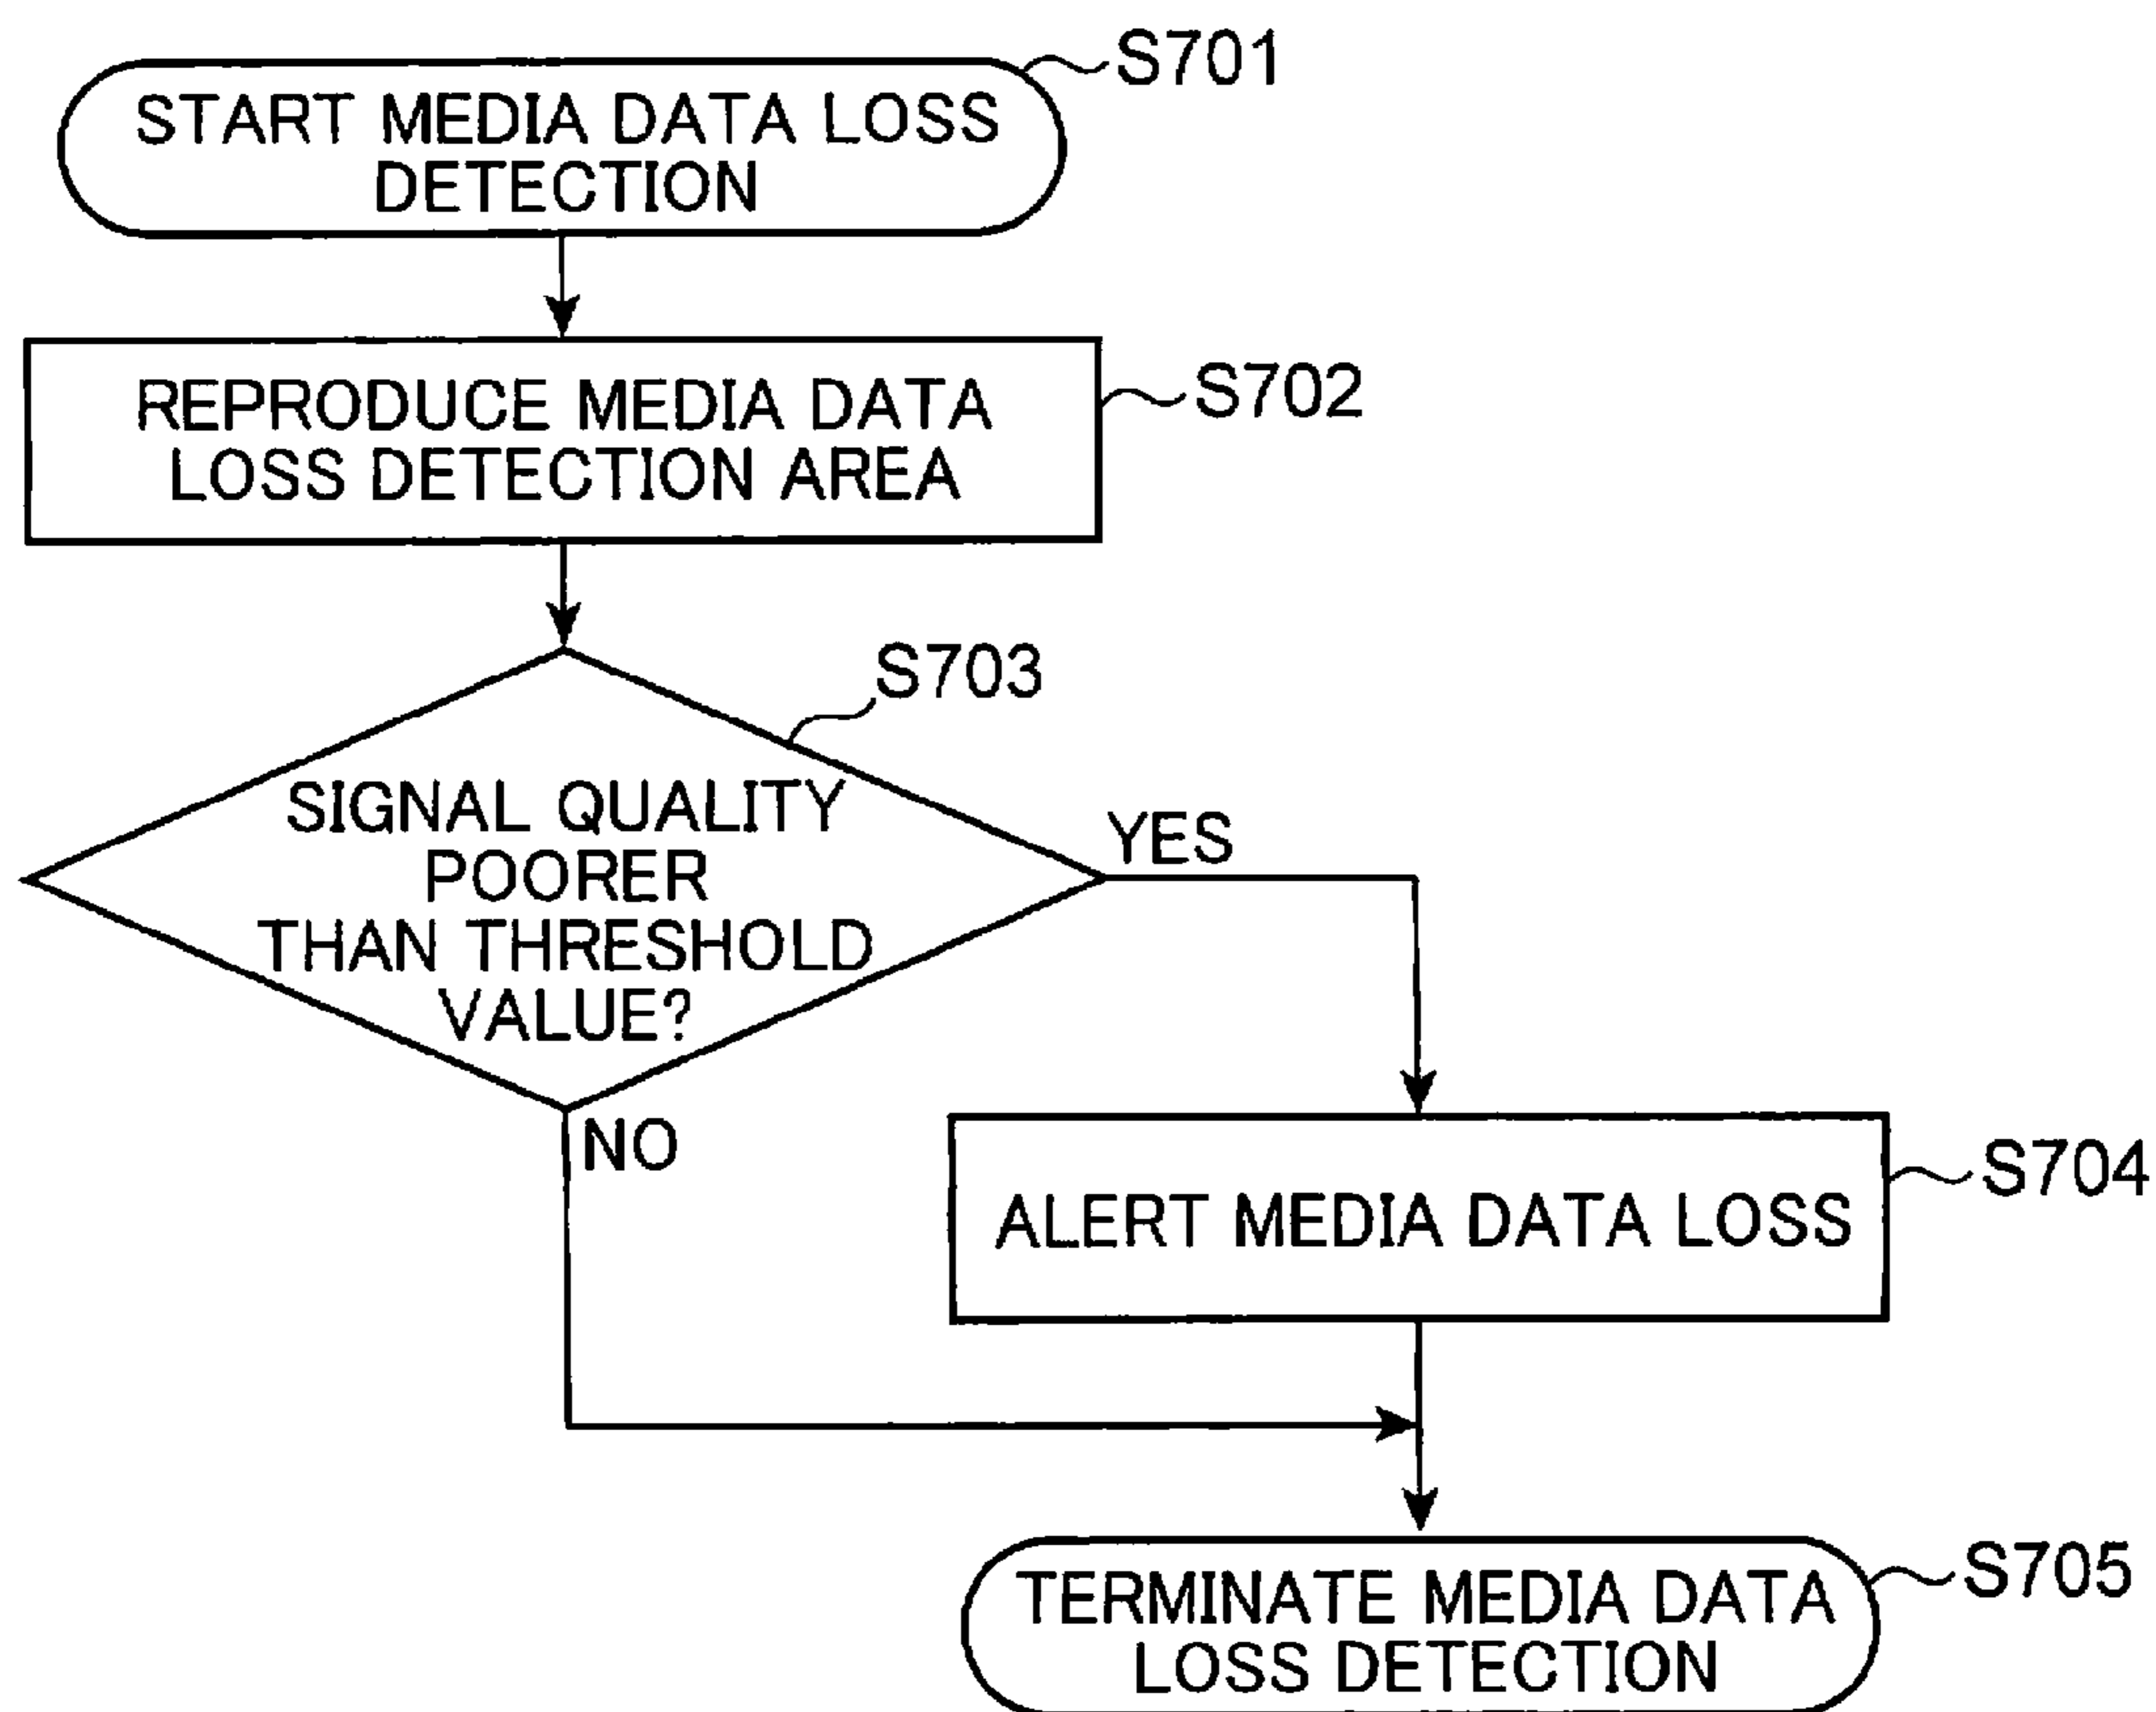 S701
START MEDIA DATA LOSS
DETECTION
S702
REPRODUCE MEDIA DATA
LOSS DETECTION AREA
S703
SIGNAL QUALITY
POORER
THAN THRESHOLD
VALUE?
YES
NO
S704
ALERT MEDIA DATA LOSS
S705
TERMINATE MEDIA DATA
LOSS DETECTION